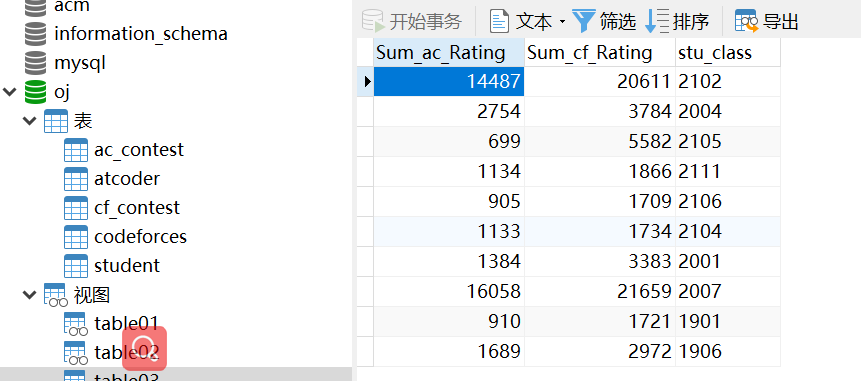 acm
information_schema
mysql
oj
表
ac_contest
atcoder
cf_contest
codeforces
student
视图
table01
table02
table03
开始事务 文本 筛选 排序 导出
Sum_ac_Rating Sum_cf_Rating stu_class
14487 20611 2102
2754 3784 2004
699 5582 2105
1134 1866 2111
905 1709 2106
1133 1734 2104
1384 3383 2001
16058 21659 2007
910 1721 1901
1689 2972 1906